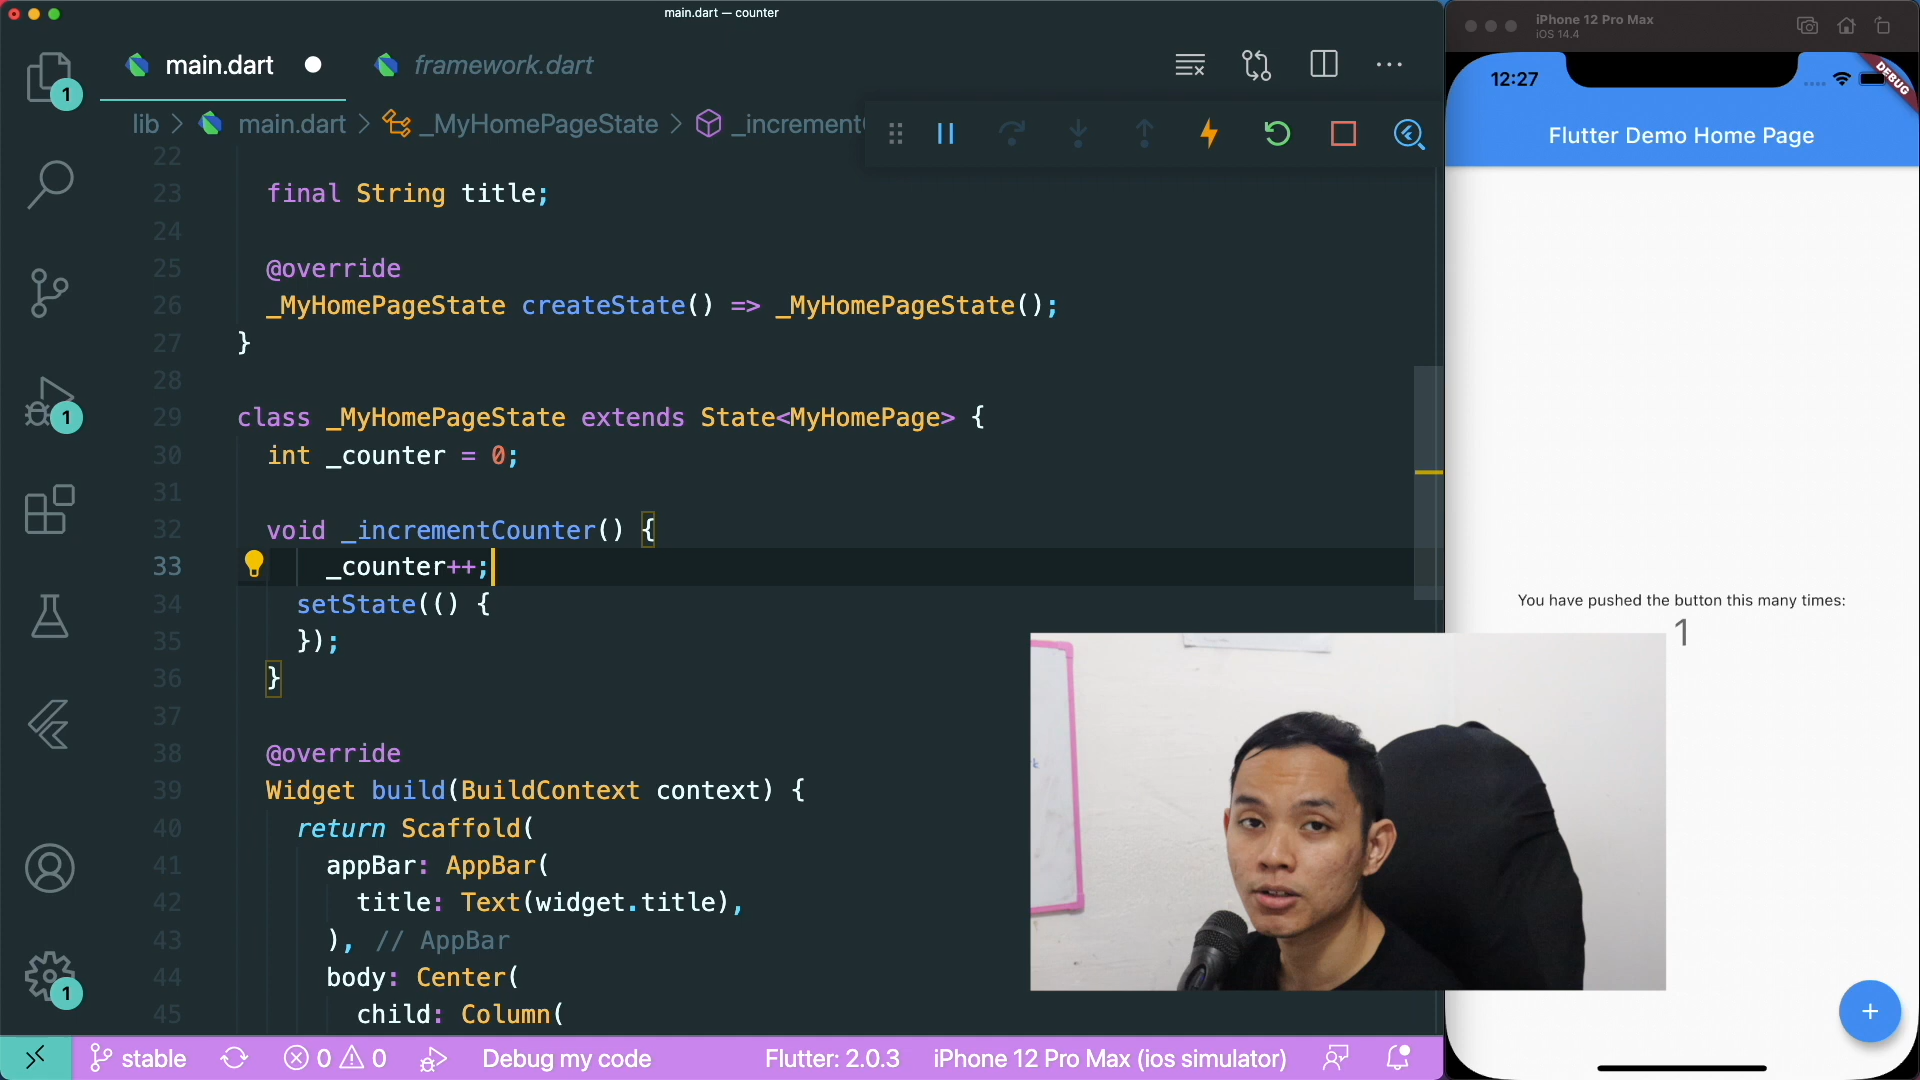 main.dart — counter
main.dart
framework.dart
1
lib > main.dart > _MyHomePageState > _increment
22
23 final String title;
24
25 @override
26 _MyHomePageState createState() => _MyHomePageState();
27 }
28
29 class _MyHomePageState extends State<MyHomePage> {
30 int _counter = 0;
31
32 void _incrementCounter() {
33 _counter++;
34 setState(() {
35 });
36 }
37
38 @override
39 Widget build(BuildContext context) {
40 return Scaffold(
41 appBar: AppBar(
42 title: Text(widget.title),
43 ), // AppBar
44 body: Center(
45 child: Column(
1
1
stable
0
0
Debug my code
Flutter: 2.0.3
iPhone 12 Pro Max (ios simulator)
iPhone 12 Pro Max
iOS 14.4
12:27
DEBUG
Flutter Demo Home Page
You have pushed the button this many times:
1
+